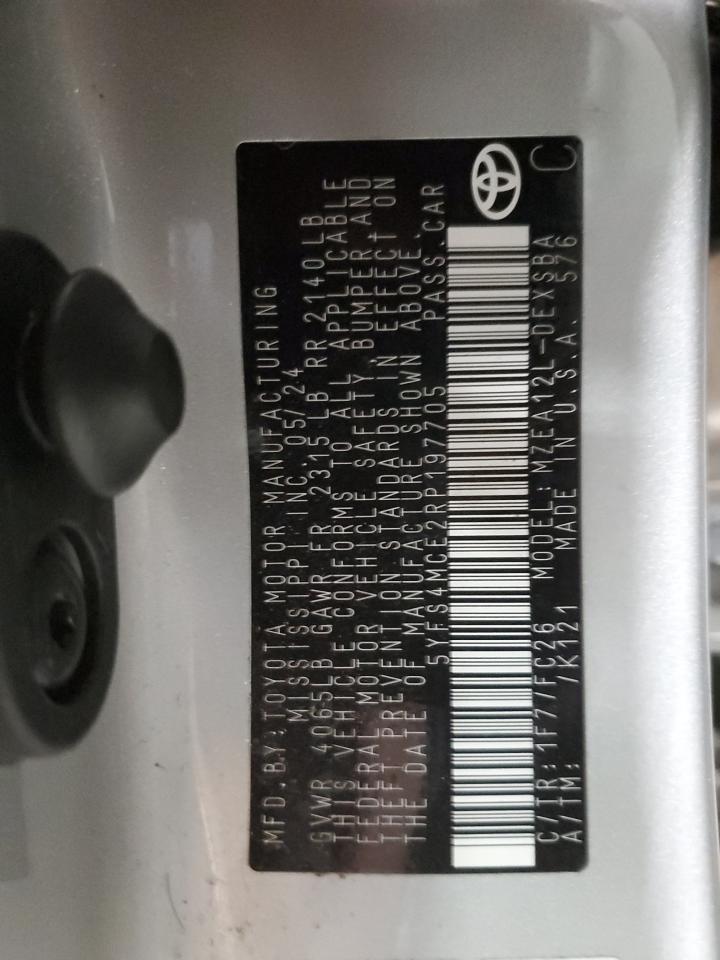 MFD. BY: TOYOTA MOTOR MANUFACTURING
MISSISSIPPI INC. 05/24
GVWR 4065LB GAWR FR 2315 LB RR 2140LB
THIS VEHICLE CONFORMS TO ALL APPLICABLE
FEDERAL MOTOR VEHICLE SAFETY, BUMPER AND
THEFT PREVENTION STANDARDS IN EFFECT ON
THE DATE OF MANUFACTURE SHOWN ABOVE.
5YFS4MCE2RP197705 PASS.CAR
C/TR: 1F7/FC26 MODEL: MZEA12L-DEXSBA
A/TM: /K121 MADE IN U.S.A. 576 C